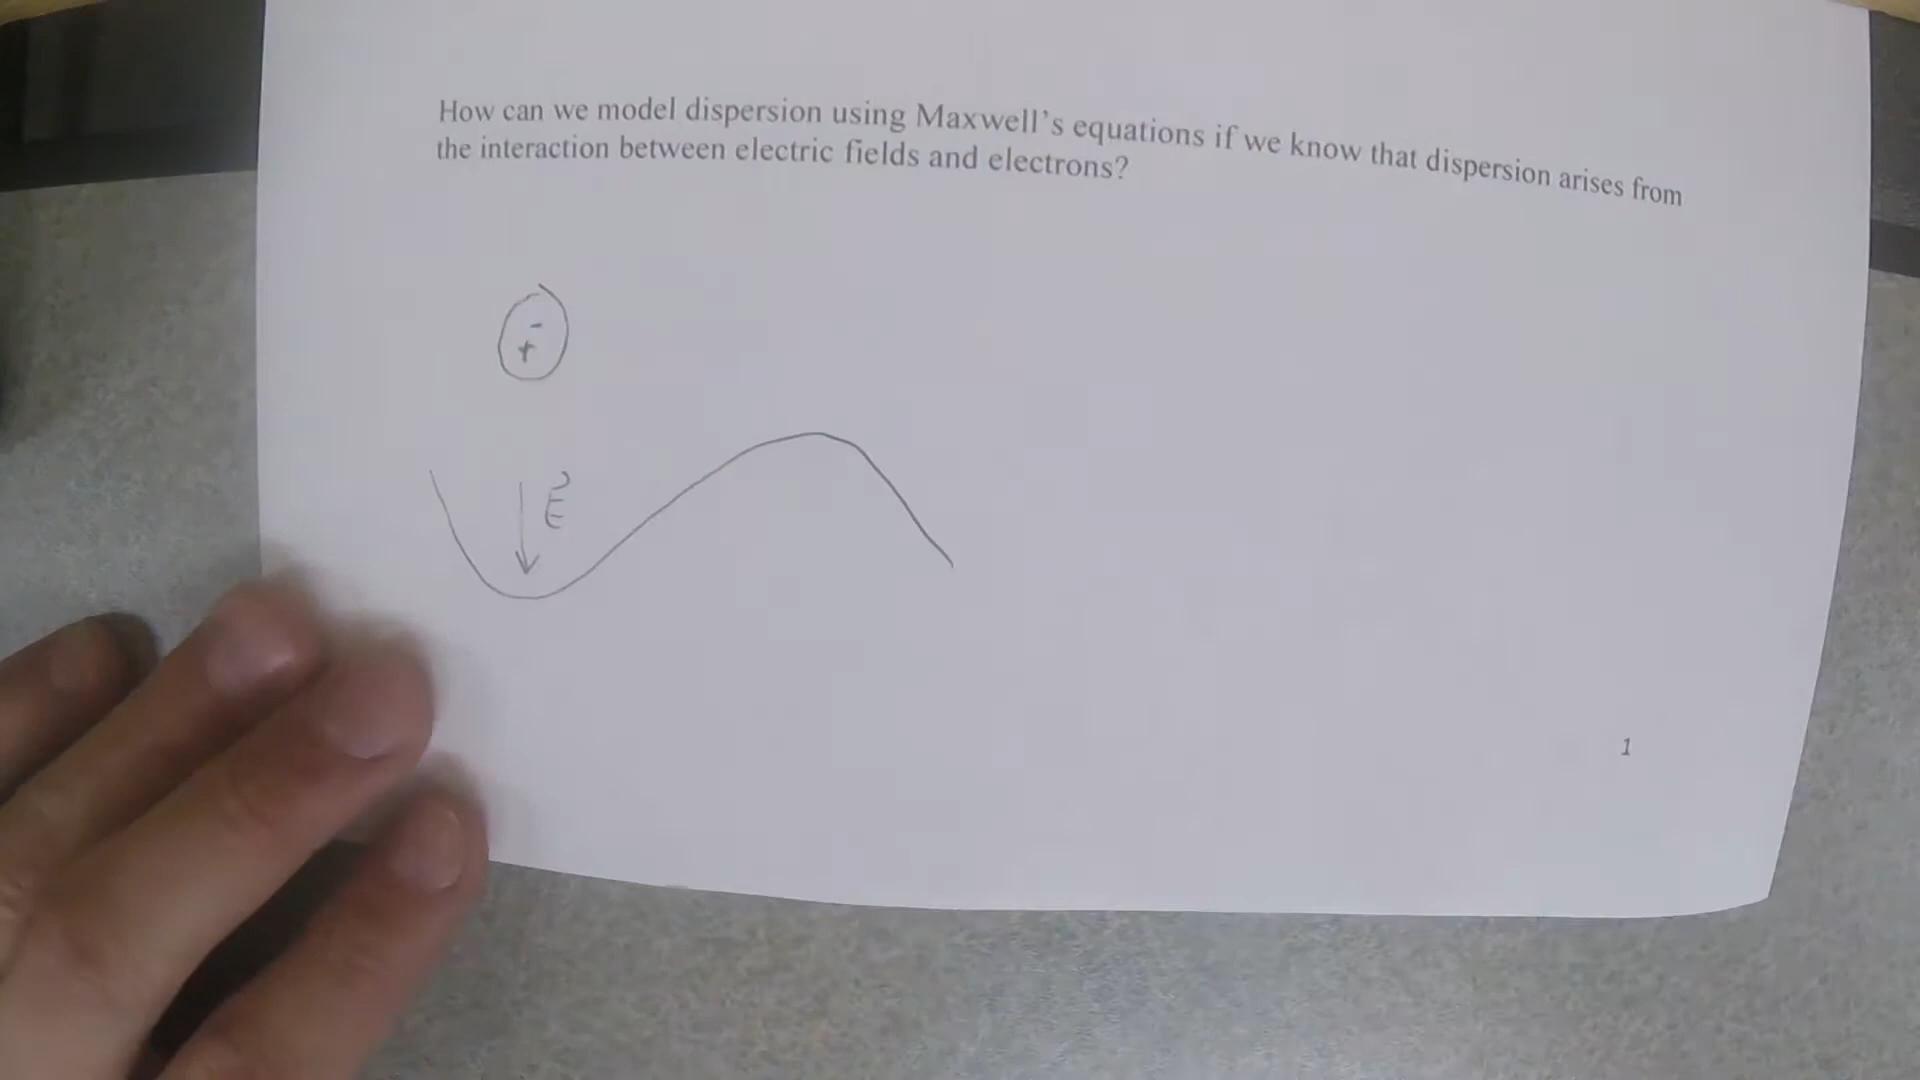 How can we model dispersion using Maxwell's equations if we know that dispersion arises from
the interaction between electric fields and electrons?
-
+
E⃗
1